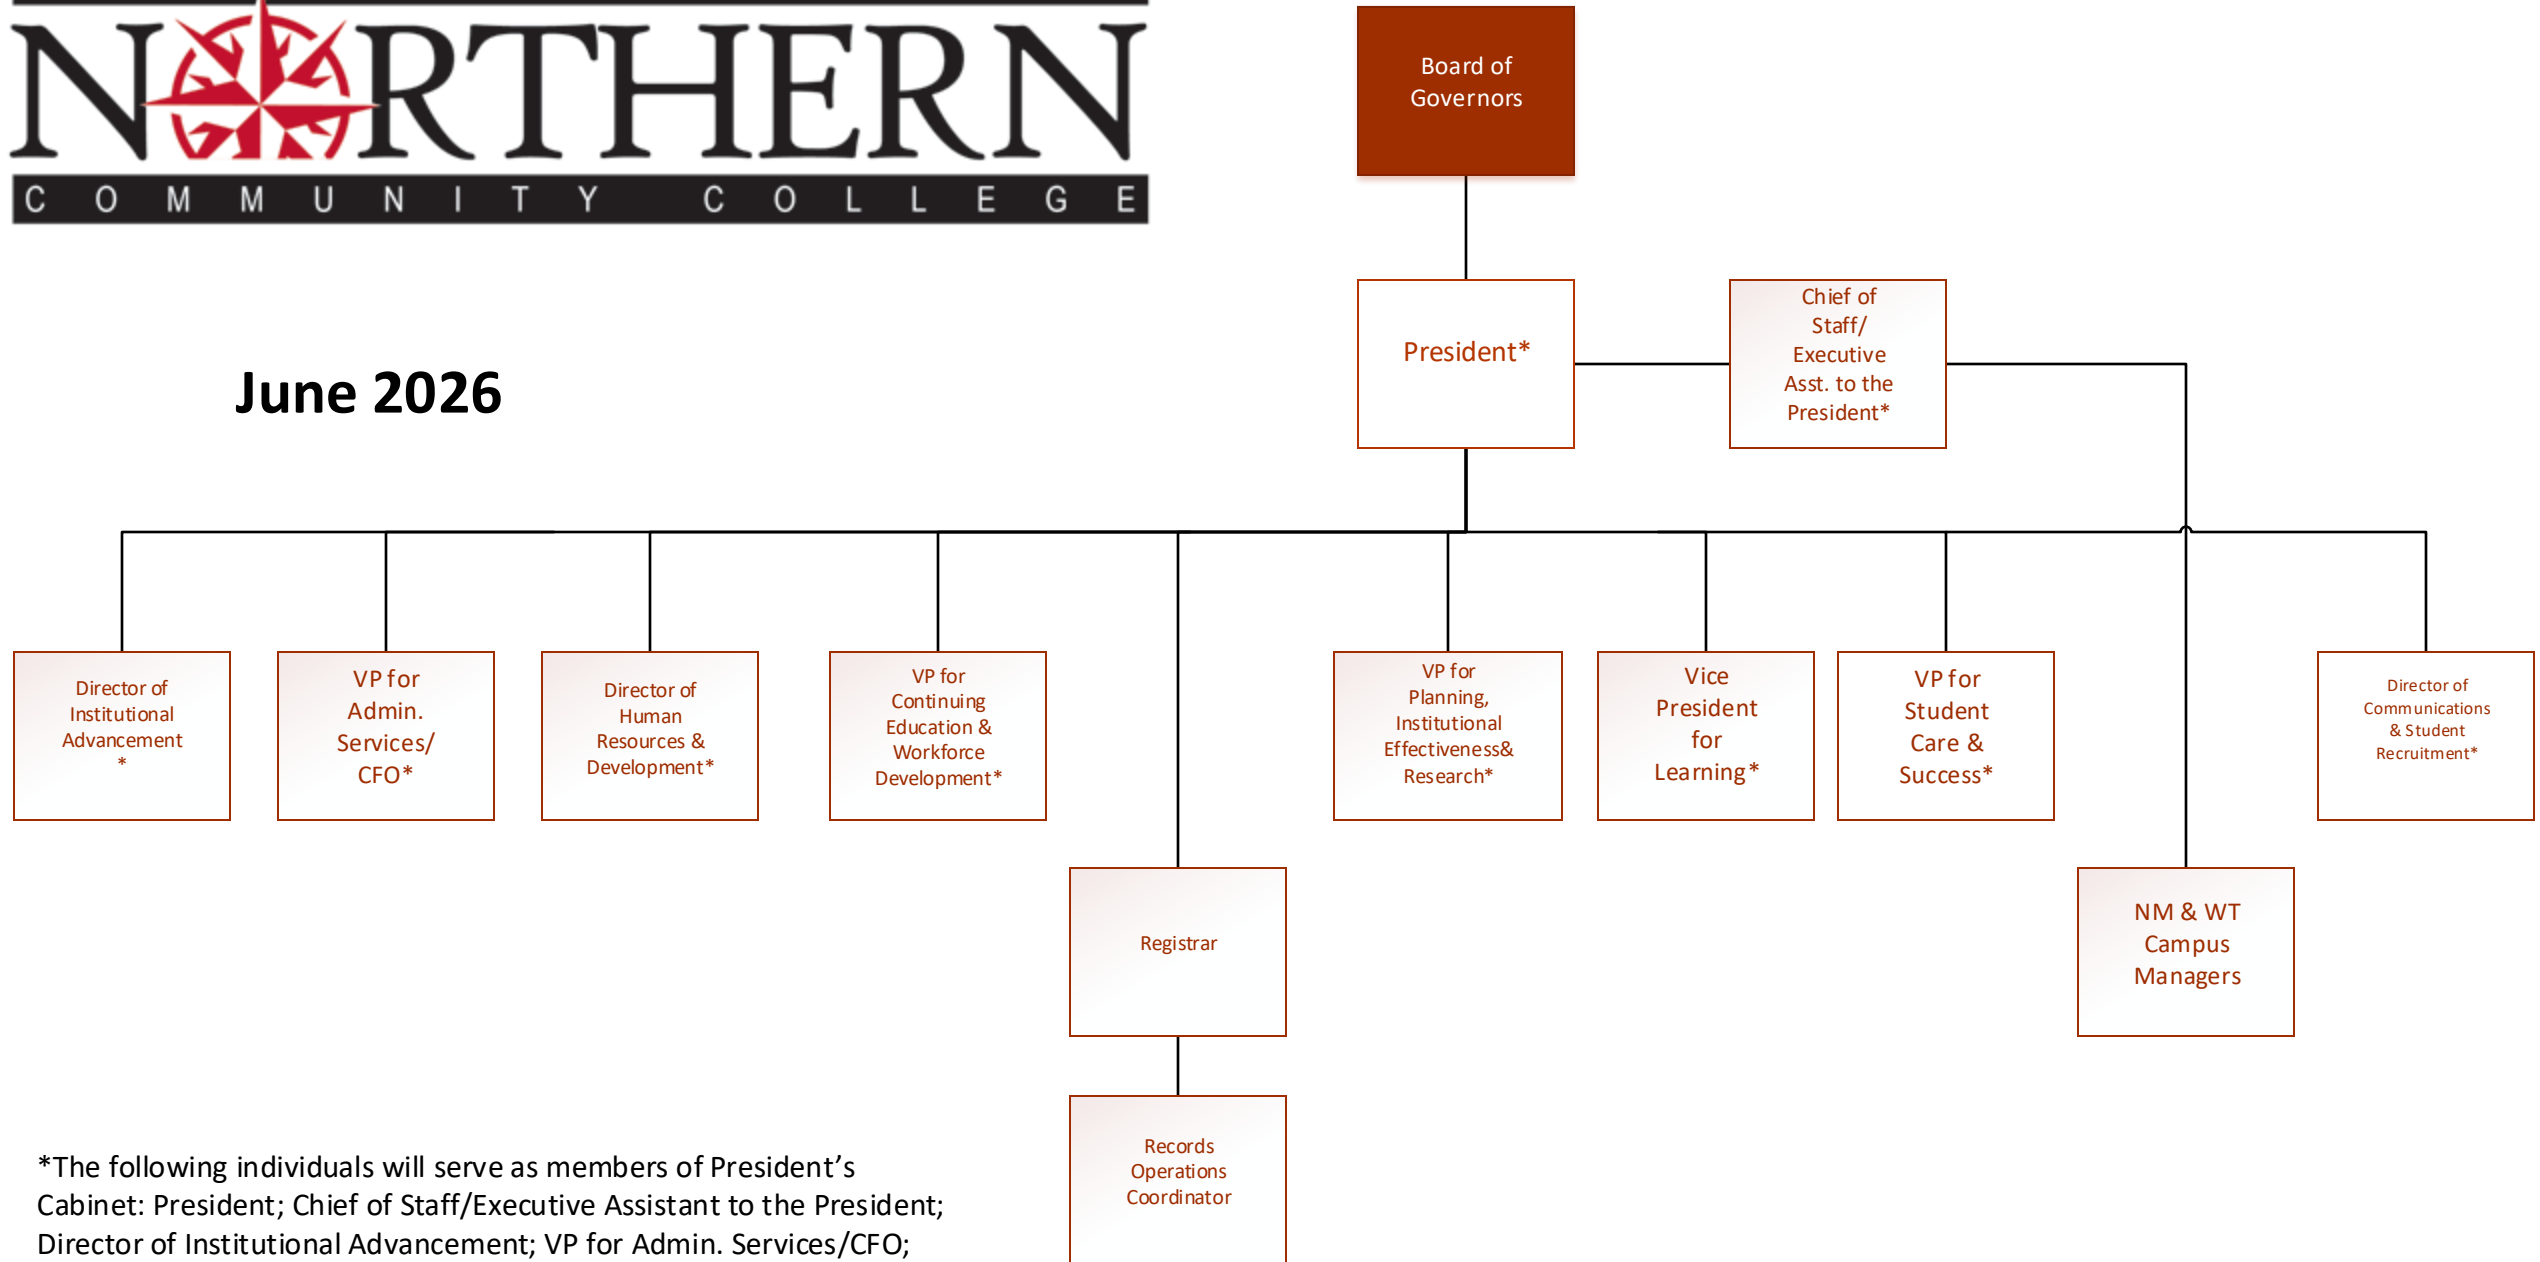 NORTHERN
COMMUNITY COLLEGE
Board of
Governors
President*
Chief of
Staff/
Executive
Asst. to the
President*
June 2026
Director of
Institutional
Advancement
*
VP for
Admin.
Services/
CFO*
Director of
Human
Resources &
Development*
VP for
Continuing
Education &
Workforce
Development*
VP for
Planning,
Institutional
Effectiveness&
Research*
Vice
President
for
Learning*
VP for
Student
Care &
Success*
Director of
Communications
& Student
Recruitment*
Registrar
NM & WT
Campus
Managers
Records
Operations
Coordinator
*The following individuals will serve as members of President’s
Cabinet: President; Chief of Staff/Executive Assistant to the President;
Director of Institutional Advancement; VP for Admin. Services/CFO;